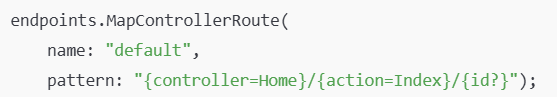 endpoints.MapControllerRoute(
    name: "default",
    pattern: "{controller=Home}/{action=Index}/{id?}");